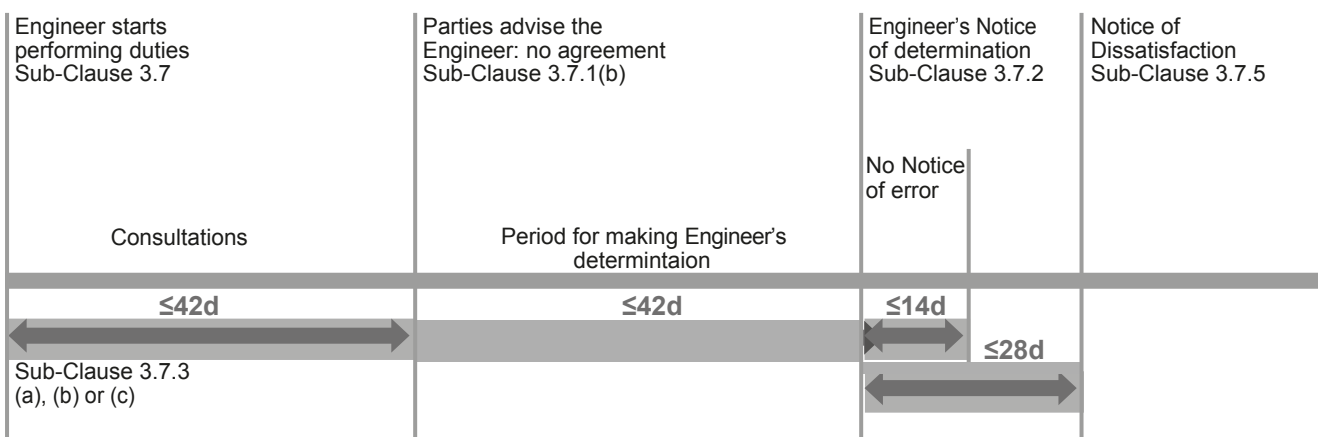 Engineer starts
performing duties
Sub-Clause 3.7
Parties advise the
Engineer: no agreement
Sub-Clause 3.7.1(b)
Engineer's Notice
of determination
Sub-Clause 3.7.2
Notice of
Dissatisfaction
Sub-Clause 3.7.5
No Notice
of error
Consultations
Period for making Engineer's
determintaion
≤42d
≤42d
≤14d
≤28d
Sub-Clause 3.7.3
(a), (b) or (c)